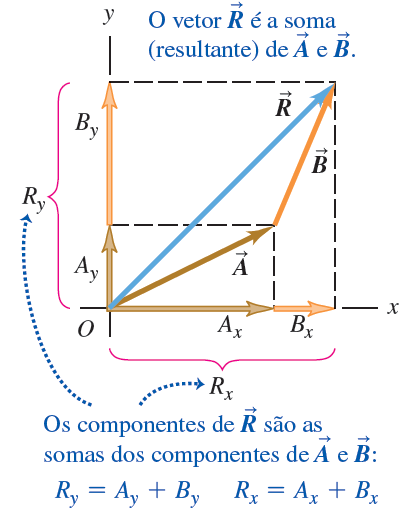 y
O vetor R⃗ é a soma
(resultante) de A⃗ e B⃗.
R⃗
B_y
B⃗
R_y
A_y
A⃗
x
O
A_x B_x
R_x
Os componentes de R⃗ são as
somas dos componentes de A⃗ e B⃗:
R_y = A_y + B_y R_x = A_x + B_x